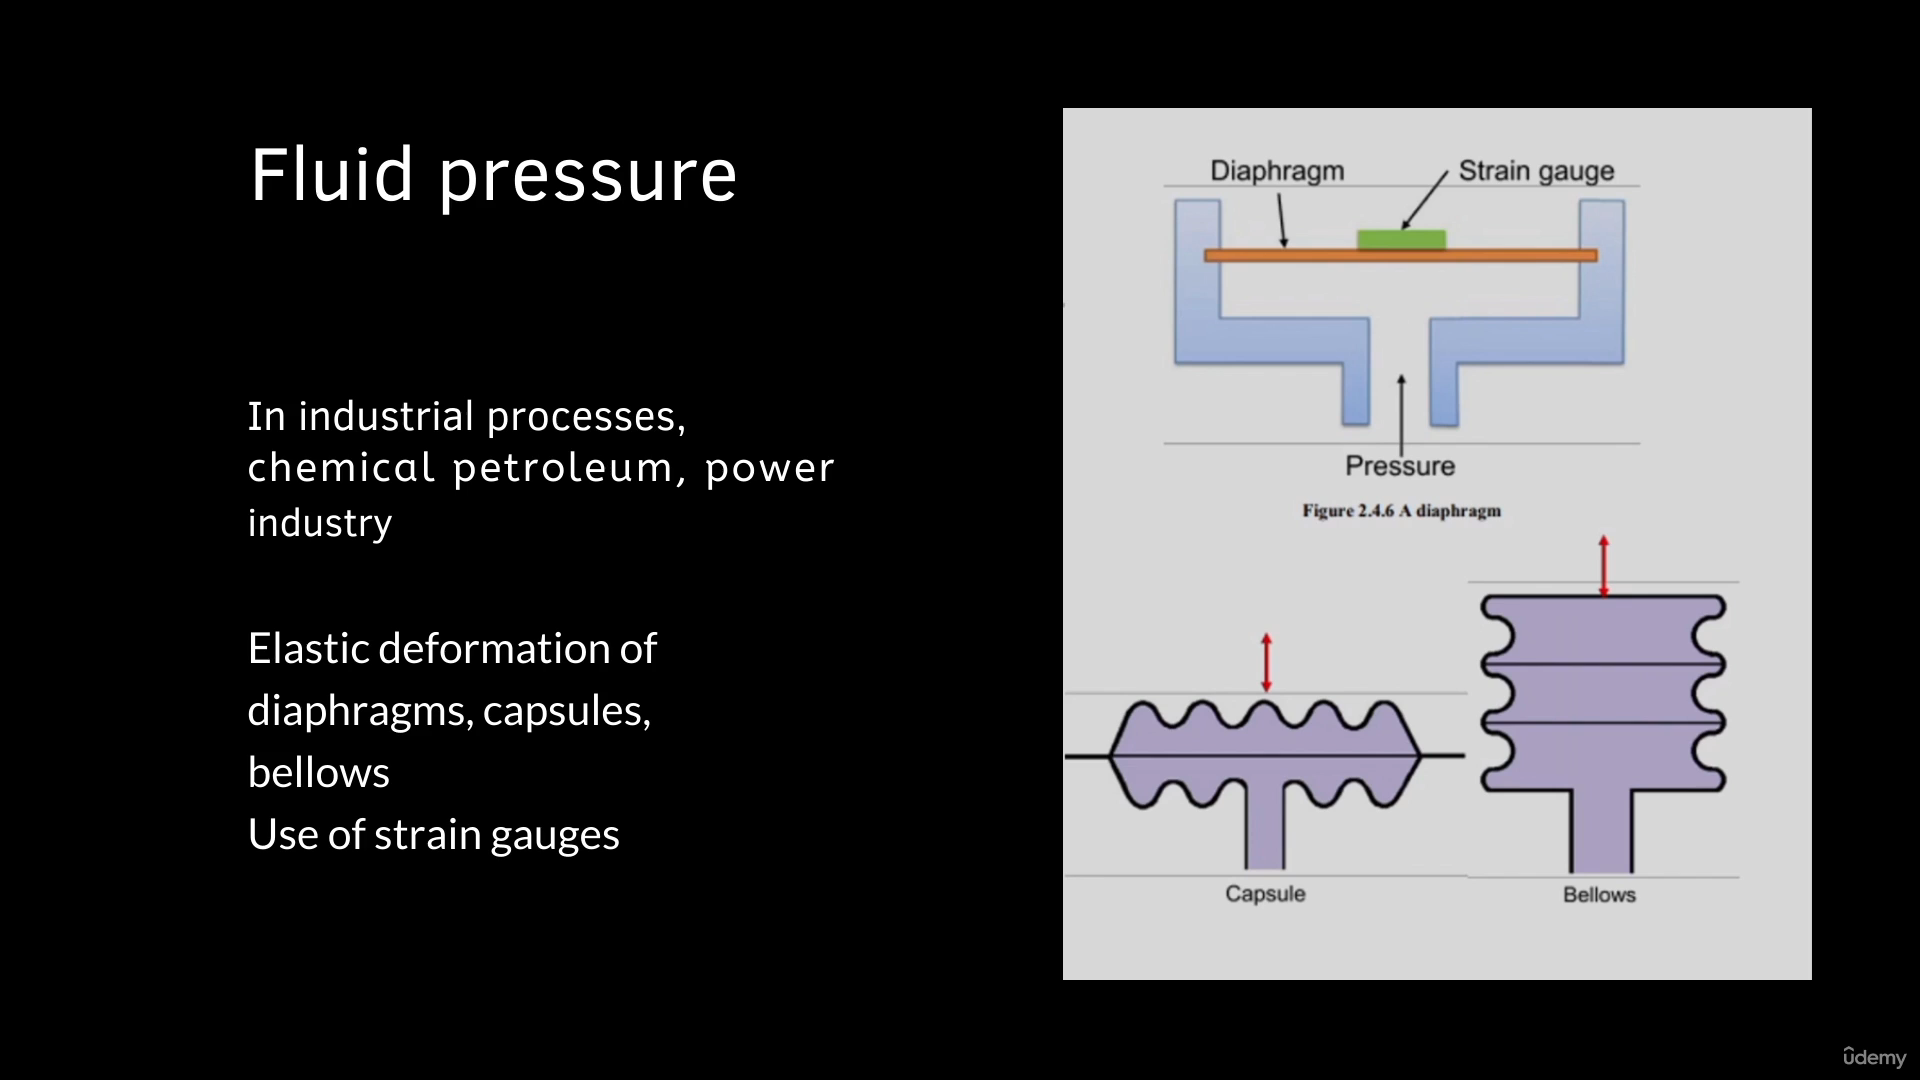 Fluid pressure
In industrial processes,
chemical petroleum, power
industry
Elastic deformation of
diaphragms, capsules,
bellows
Use of strain gauges
Diaphragm
Strain gauge
Pressure
Figure 2.4.6 A diaphragm
Capsule
Bellows
ûdemy